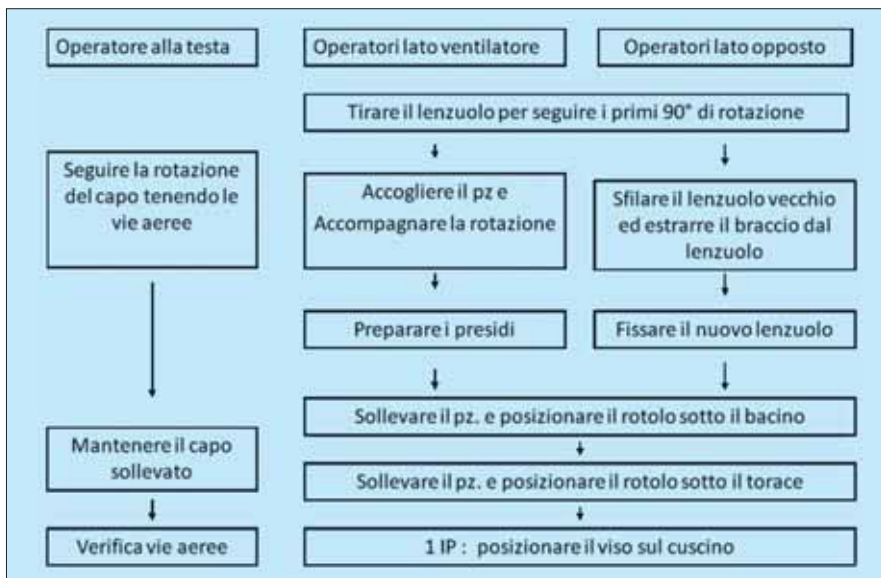 Operatore alla testa
Operatori lato ventilatore
Operatori lato opposto
Tirare il lenzuolo per seguire i primi 90° di rotazione
Seguire la rotazione
del capo tenendo le
vie aeree
Accogliere il pz e
Accompagnare la rotazione
Sfilare il lenzuolo vecchio
ed estrarre il braccio dal
lenzuolo
Preparare i presidi
Fissare il nuovo lenzuolo
Sollevare il pz. e posizionare il rotolo sotto il bacino
Mantenere il capo
sollevato
Sollevare il pz. e posizionare il rotolo sotto il torace
Verifica vie aeree
1 IP : posizionare il viso sul cuscino